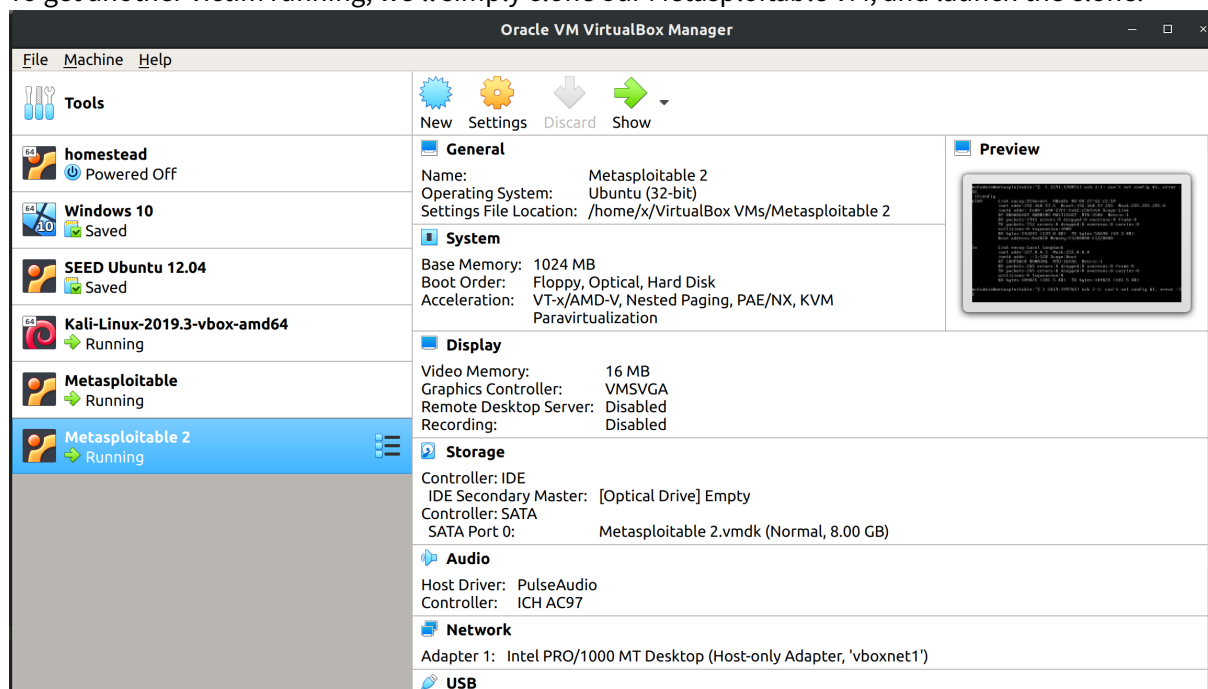 To get another victim running, we'll simply clone our Metasploitable VM, and launch the clone.
Oracle VM VirtualBox Manager
File Machine Help
Tools
New Settings Discard Show
64
homestead
Powered Off
64
10
Windows 10
Saved
SEED Ubuntu 12.04
Saved
64
Kali-Linux-2019.3-vbox-amd64
Running
Metasploitable
Running
Metasploitable 2
Running
General
Name: Metasploitable 2
Operating System: Ubuntu (32-bit)
Settings File Location: /home/x/VirtualBox VMs/Metasploitable 2
System
Base Memory: 1024 MB
Boot Order: Floppy, Optical, Hard Disk
Acceleration: VT-x/AMD-V, Nested Paging, PAE/NX, KVM
Paravirtualization
Preview
Display
Video Memory: 16 MB
Graphics Controller: VMSVGA
Remote Desktop Server: Disabled
Recording: Disabled
Storage
Controller: IDE
IDE Secondary Master: [Optical Drive] Empty
Controller: SATA
SATA Port 0: Metasploitable 2.vmdk (Normal, 8.00 GB)
Audio
Host Driver: PulseAudio
Controller: ICH AC97
Network
Adapter 1: Intel PRO/1000 MT Desktop (Host-only Adapter, 'vboxnet1')
USB